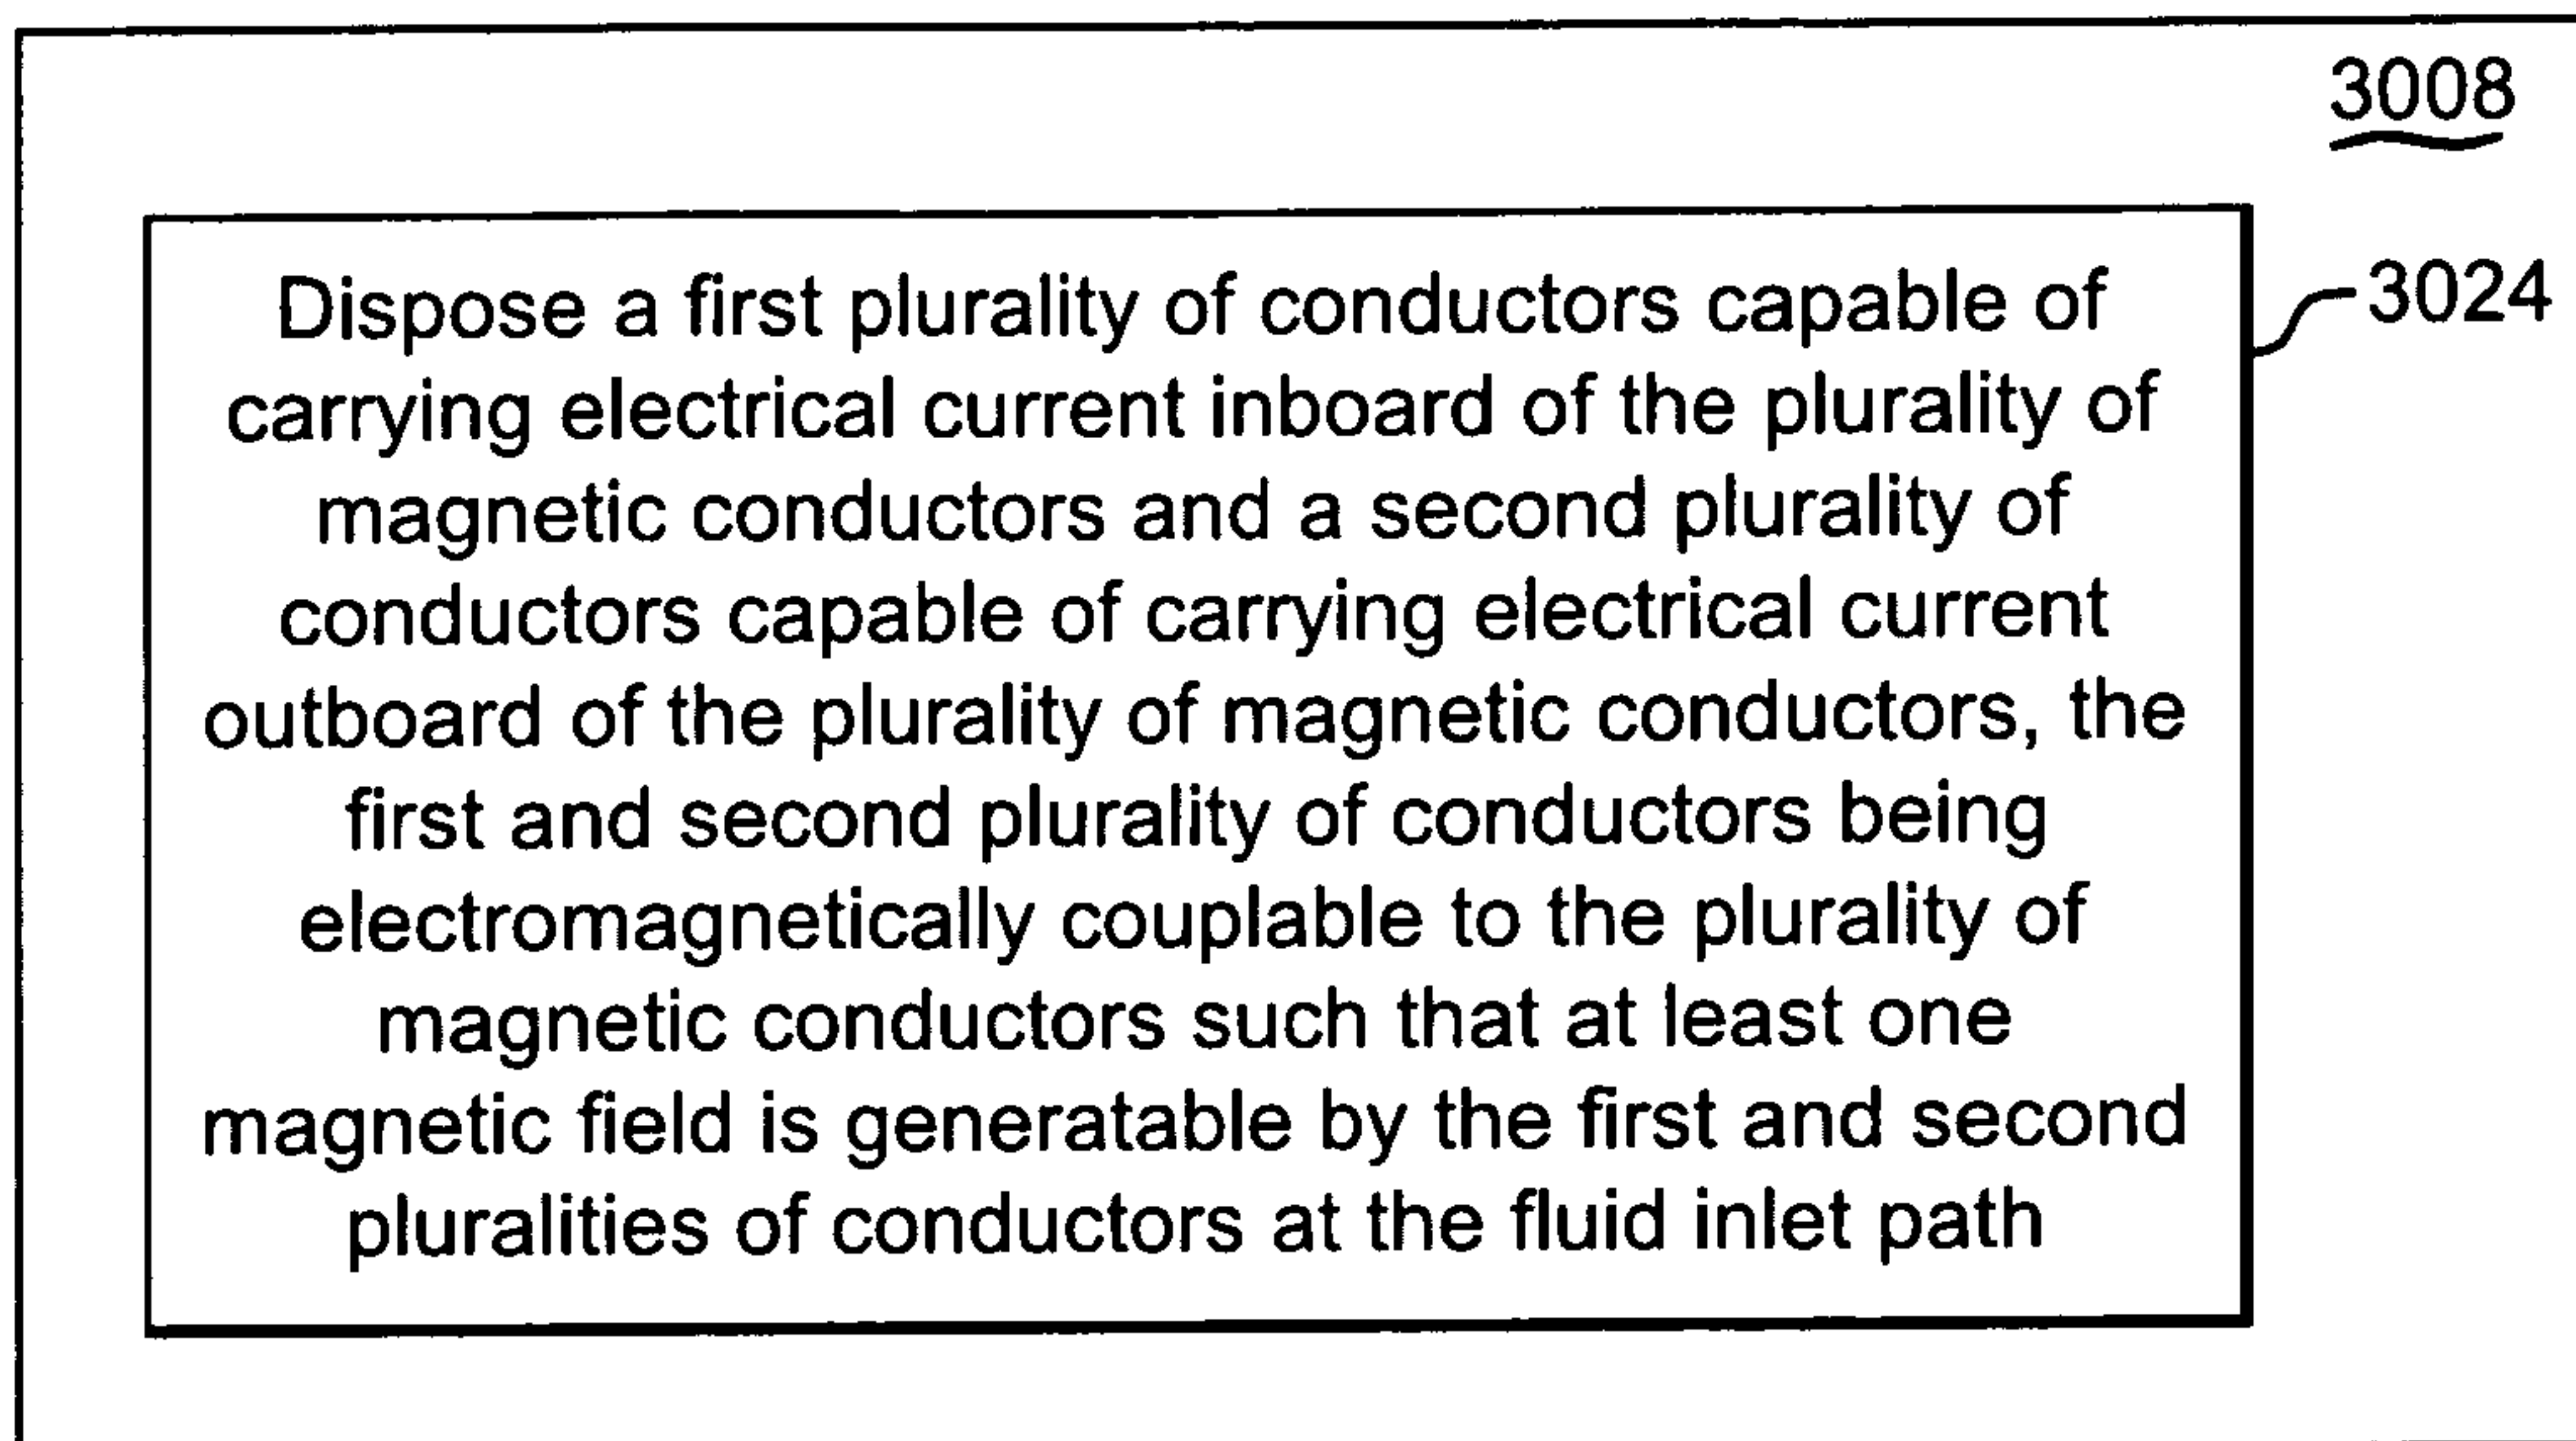 3008
Dispose a first plurality of conductors capable of
3024
carrying electrical current inboard of the plurality of
magnetic conductors and a second plurality of
conductors capable of carrying electrical current
outboard of the plurality of magnetic conductors, the
first and second plurality of conductors being
electromagnetically couplable to the plurality of
magnetic conductors such that at least one
magnetic field is generatable by the first and second
pluralities of conductors at the fluid inlet path